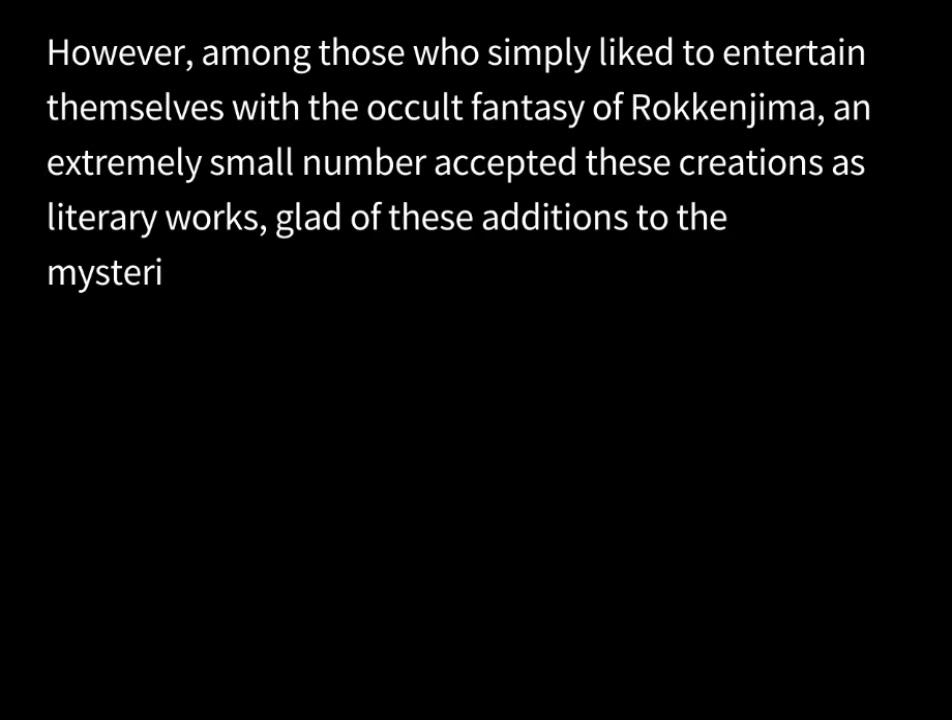 However, among those who simply liked to entertain
themselves with the occult fantasy of Rokkenjima, an
extremely small number accepted these creations as
literary works, glad of these additions to the
mysteri